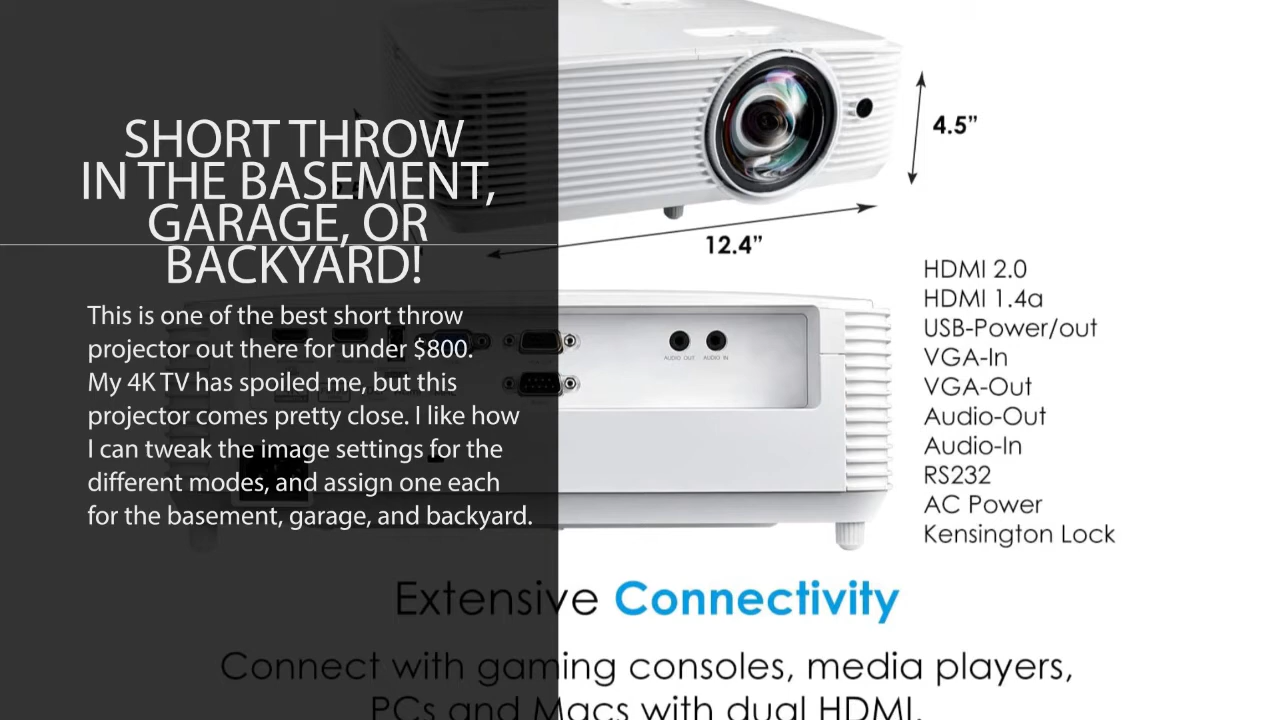 SHORT THROW
IN THE BASEMENT,
GARAGE, OR
BACKYARD!
This is one of the best short throw
projector out there for under $800.
My 4K TV has spoiled me, but this
projector comes pretty close. I like how
I can tweak the image settings for the
different modes, and assign one each
for the basement, garage, and backyard.
4.5”
12.4”
AUDIO OUT AUDIO IN
HDMI 2.0
HDMI 1.4a
USB-Power/out
VGA-In
VGA-Out
Audio-Out
Audio-In
RS232
AC Power
Kensington Lock
Extensive Connectivity
Connect with gaming consoles, media players,
PCs and Macs with dual HDMI.